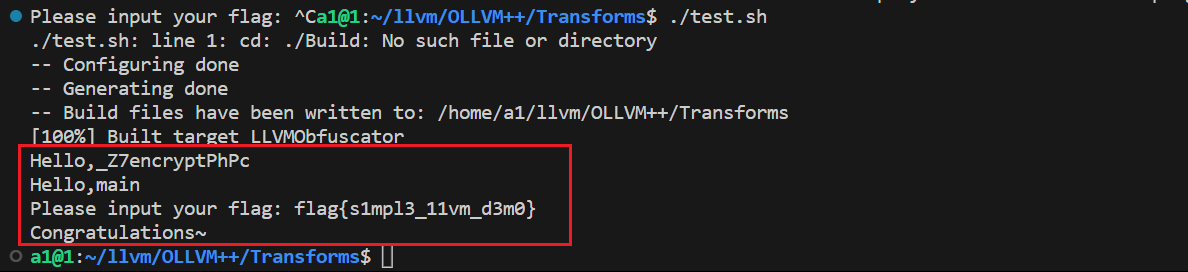 Please input your flag: ^Ca1@1:~/llvm/OLLVM++/Transforms$ ./test.sh
./test.sh: line 1: cd: ./Build: No such file or directory
-- Configuring done
-- Generating done
-- Build files have been written to: /home/a1/llvm/OLLVM++/Transforms
[100%] Built target LLVMObfuscator
Hello,_Z7encryptPhPc
Hello,main
Please input your flag: flag{s1mpl3_11vm_d3m0}
Congratulations~
a1@1:~/llvm/OLLVM++/Transforms$